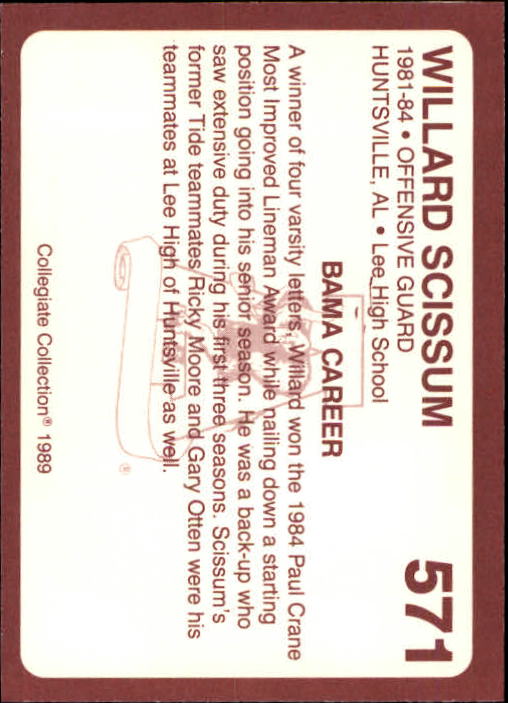 WILLARD SCISSUM 571
1981-84 • OFFENSIVE GUARD
HUNTSVILLE, AL • Lee High School
BAMA CAREER
A winner of four varsity letters, Willard won the 1984 Paul Crane
Most Improved Lineman Award while nailing down a starting
position going into his senior season. He was a back-up who
saw extensive duty during his first three seasons. Scissum's
former Tide teammates Ricky Moore and Gary Otten were his
teammates at Lee High of Huntsville as well.
®
Collegiate Collection® 1989